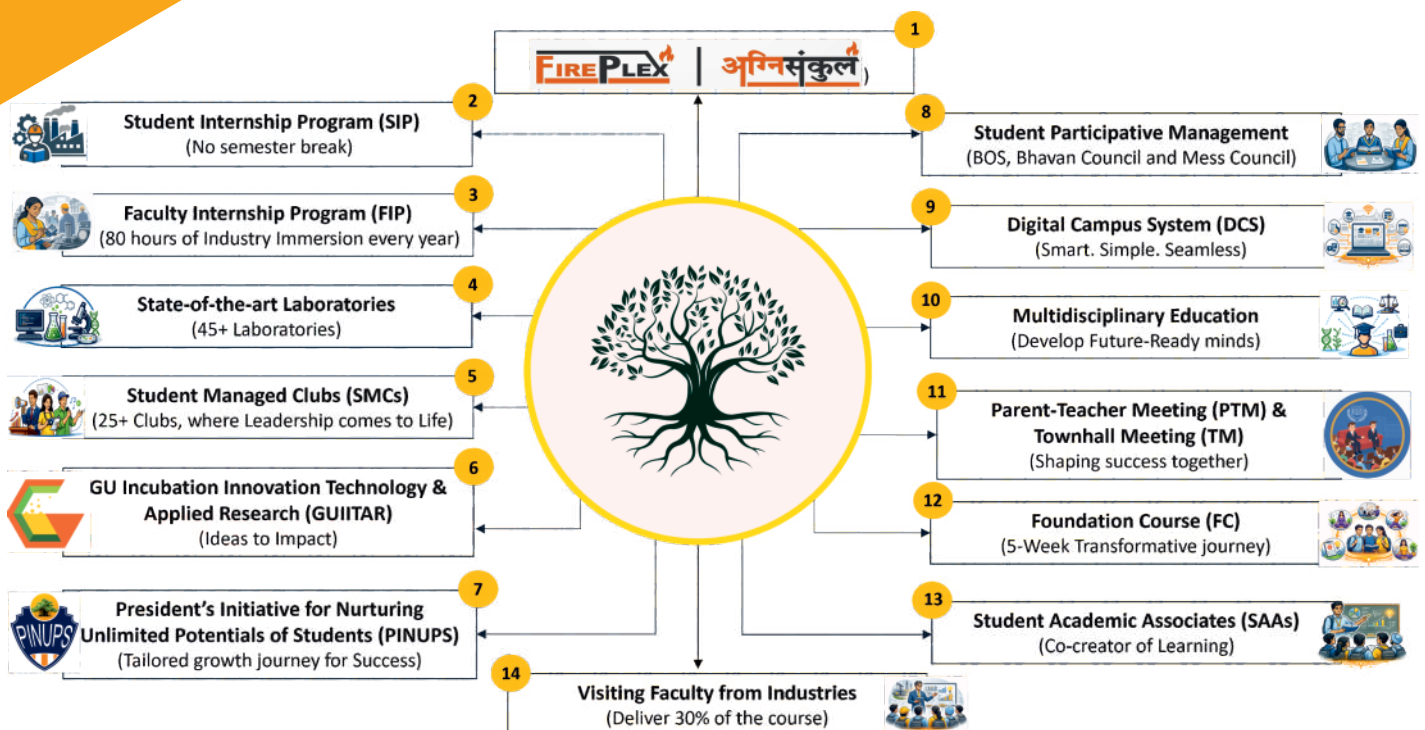 1
FIREPLEX | अग्निसंकुल )
2
Student Internship Program (SIP)
(No semester break)
3
Faculty Internship Program (FIP)
(80 hours of Industry Immersion every year)
4
State-of-the-art Laboratories
(45+ Laboratories)
5
Student Managed Clubs (SMCs)
(25+ Clubs, where Leadership comes to Life)
6
GU Incubation Innovation Technology &
Applied Research (GUIITAR)
(Ideas to Impact)
7
PINUPS
President’s Initiative for Nurturing
Unlimited Potentials of Students (PINUPS)
(Tailored growth journey for Success)
8
Student Participative Management
(BOS, Bhavan Council and Mess Council)
9
Digital Campus System (DCS)
(Smart. Simple. Seamless)
10
Multidisciplinary Education
(Develop Future-Ready minds)
11
Parent-Teacher Meeting (PTM) &
Townhall Meeting (TM)
(Shaping success together)
12
Foundation Course (FC)
(5-Week Transformative journey)
13
Student Academic Associates (SAAs)
(Co-creator of Learning)
14
Visiting Faculty from Industries
(Deliver 30% of the course)